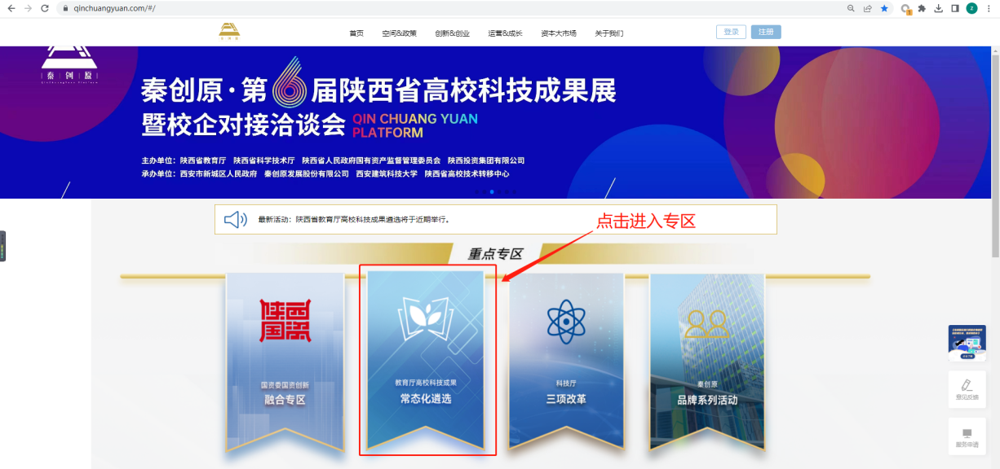 qinchuangyuan.com/#/
首页 空间&政策 创新&创业 运营&成长 资本大市场 关于我们
登录 注册
秦创原
秦创原·第6届陕西省高校科技成果展
暨校企对接洽谈会 QIN CHUANG YUAN
PLATFORM
主办单位：陕西省教育厅 陕西省科学技术厅 陕西省人民政府国有资产监督管理委员会 陕西投资集团有限公司
承办单位：西安市新城区人民政府 秦创原发展股份有限公司 西安建筑科技大学 陕西省高校技术转移中心
最新活动：陕西省教育厅高校科技成果遴选将于近期举行。
点击进入专区
重点专区
国资委国资创新
融合专区
教育厅高校科技成果
常态化遴选
科技厅
三项改革
秦创原
品牌系列活动
意见反馈
服务申请